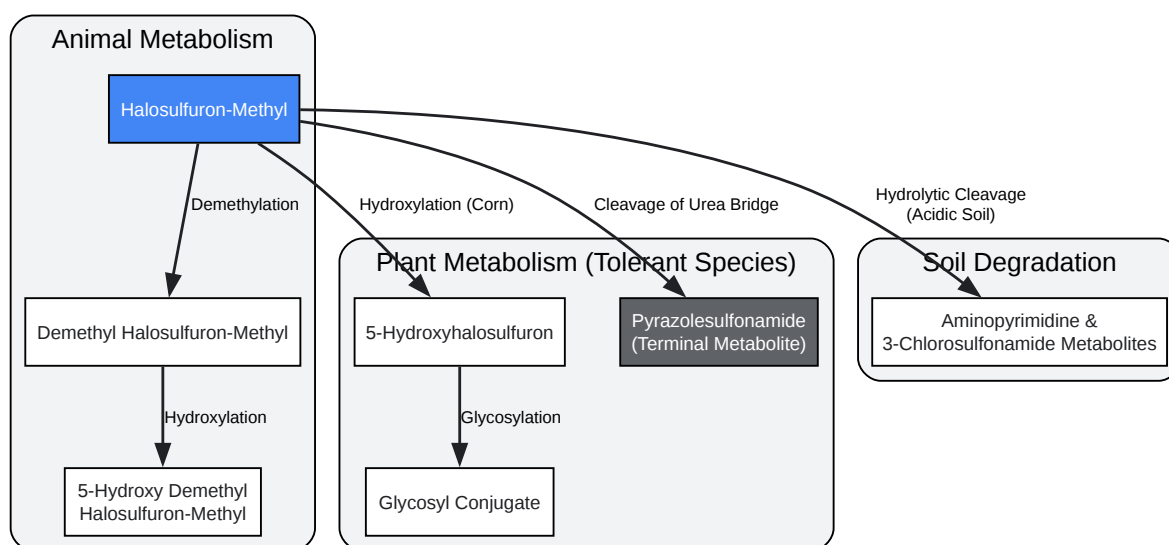 Animal Metabolism
Halosulfuron-Methyl
Demethylation
Hydroxylation (Corn)
Cleavage of Urea Bridge
Hydrolytic Cleavage
(Acidic Soil)
Plant Metabolism (Tolerant Species)
Soil Degradation
Demethyl Halosulfuron-Methyl
5-Hydroxyhalosulfuron
Pyrazolesulfonamide
(Terminal Metabolite)
Aminopyrimidine &
3-Chlorosulfonamide Metabolites
Hydroxylation
Glycosylation
5-Hydroxy Demethyl
Halosulfuron-Methyl
Glycosyl Conjugate